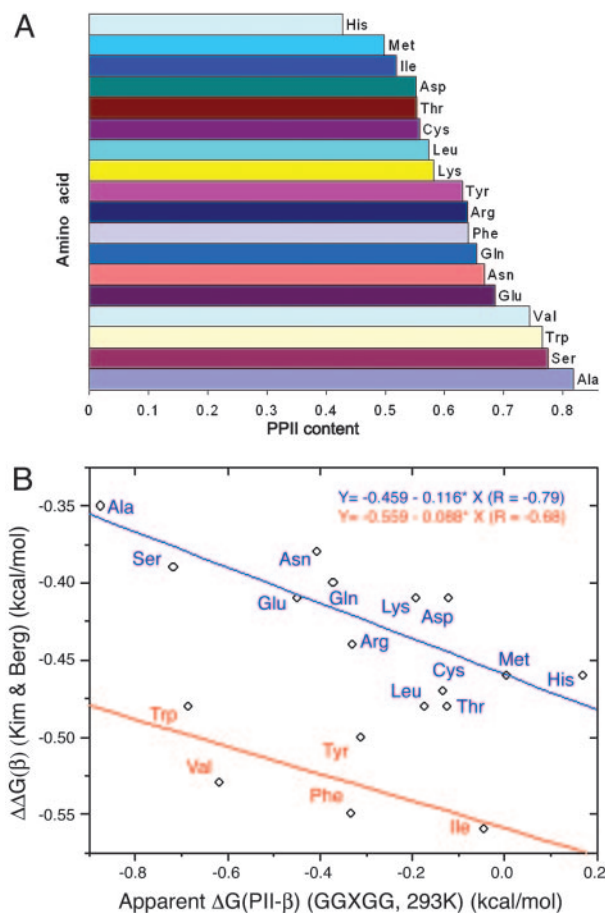 A
His
Met
Ile
Asp
Thr
Cys
Leu
Lys
Tyr
Arg
Phe
Gln
Asn
Glu
Val
Trp
Ser
Ala
Amino acid
0 0.1 0.2 0.3 0.4 0.5 0.6 0.7 0.8
PPII content
B
Y= -0.459 - 0.116* X (R = -0.79)
Y= -0.559 - 0.088* X (R = -0.68)
-0.35
-0.40
-0.45
-0.50
-0.55
ΔΔG(β) (Kim & Berg) (kcal/mol)
Ala
Ser
Asn
Glu
Gln
Lys
Asp
Arg
Cys
Met
His
Leu
Thr
Trp
Tyr
Val
Phe
Ile
-0.8 -0.6 -0.4 -0.2 0.0 0.2
Apparent ΔG(PII-β) (GGXGG, 293K) (kcal/mol)